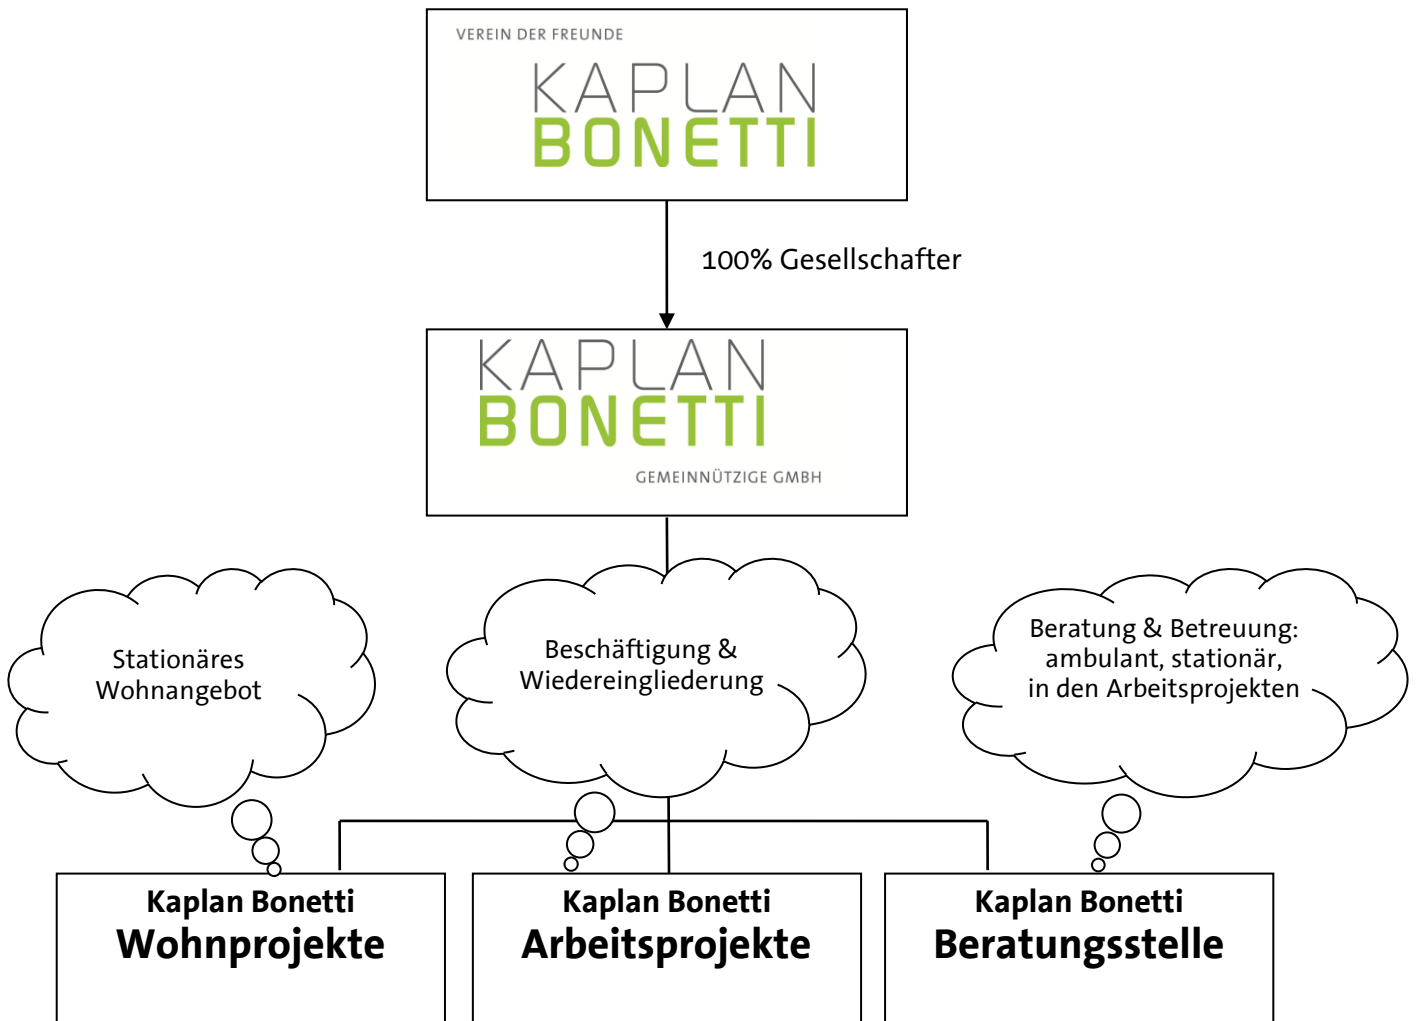 VEREIN DER FREUNDE
KAPLAN
BONETTI
100% Gesellschafter
KAPLAN
BONETTI
GEMEINNÜTZIGE GMBH
Stationäres
Wohnangebot
Beschäftigung &
Wiedereingliederung
Beratung & Betreuung:
ambulant, stationär,
in den Arbeitsprojekten
Kaplan Bonetti
Wohnprojekte
Kaplan Bonetti
Arbeitsprojekte
Kaplan Bonetti
Beratungsstelle